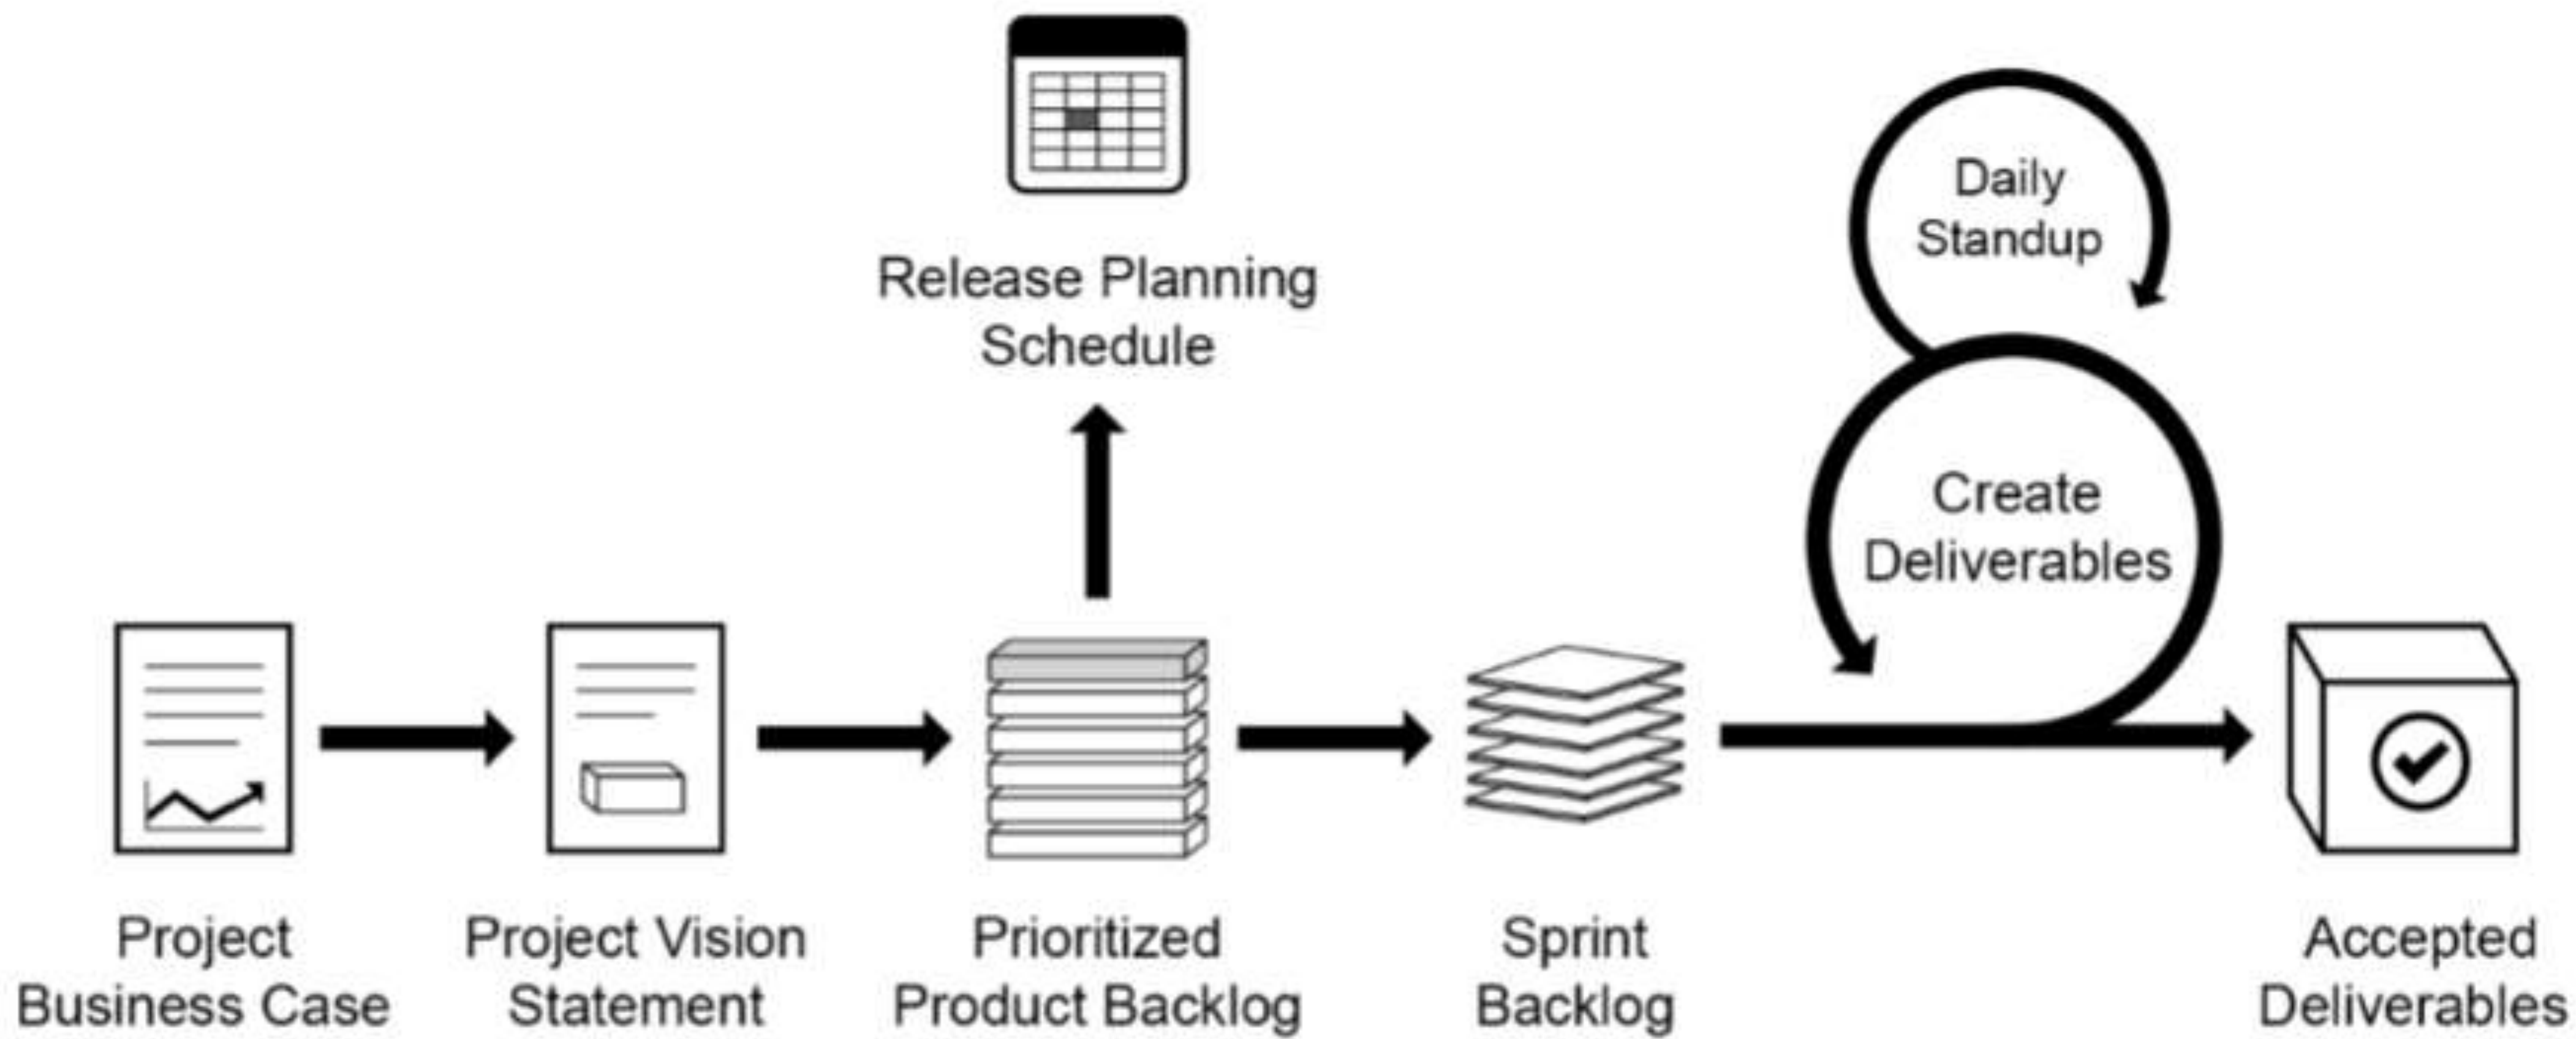 Release Planning
Schedule
Daily
Standup
Create
Deliverables
Project
Business Case
Project Vision
Statement
Prioritized
Product Backlog
Sprint
Backlog
Accepted
Deliverables